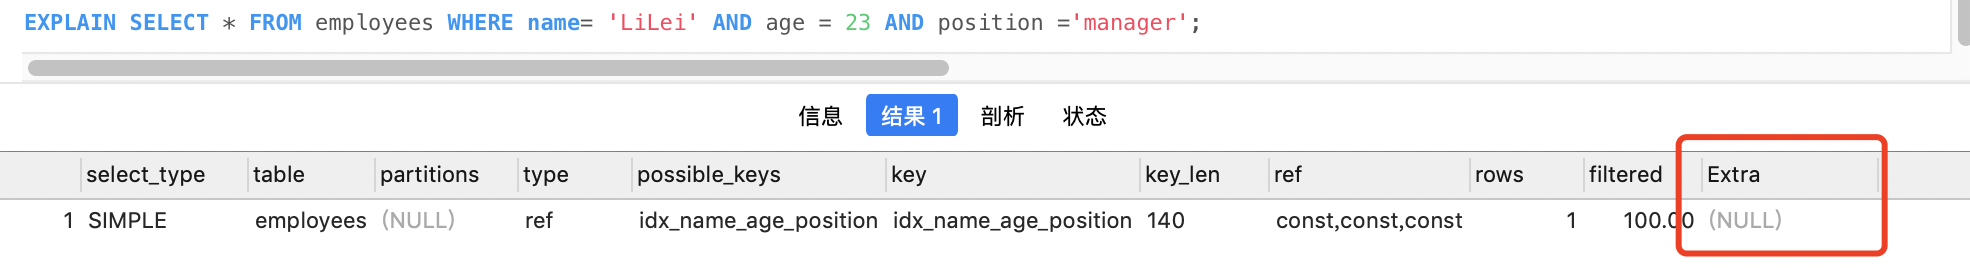 EXPLAIN SELECT * FROM employees WHERE name= 'LiLei' AND age = 23 AND position ='manager';
信息 结果 1 剖析 状态
select_type table partitions type possible_keys key key_len ref rows filtered Extra
1 SIMPLE employees (NULL) ref idx_name_age_position idx_name_age_position 140 const,const,const 1 100.00 (NULL)